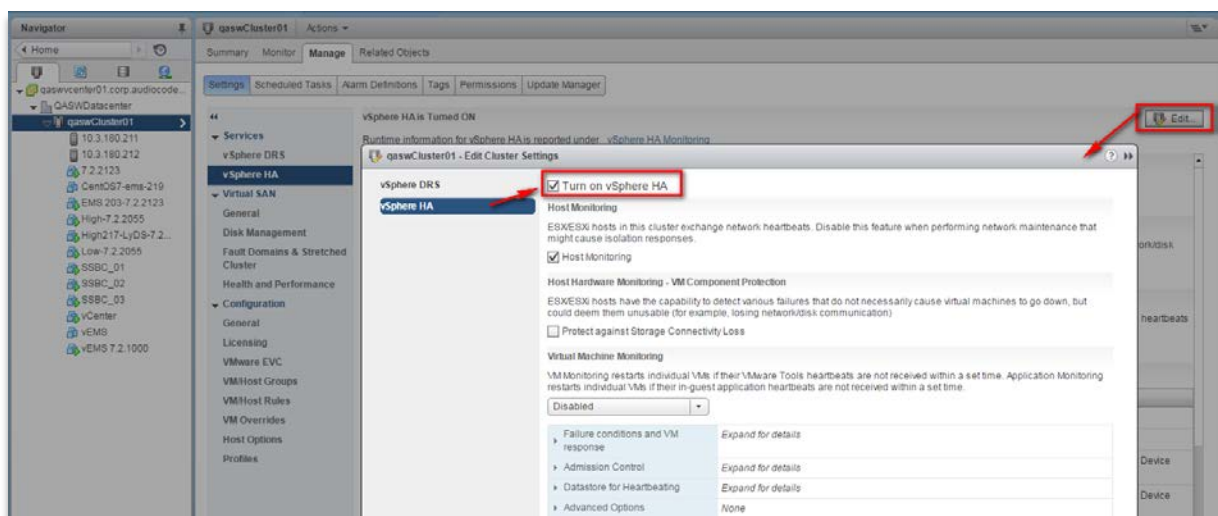 Navigator
Home
qaswvcenter01.corp.audiocode...
QASWDatacenter
qaswCluster01
10.3.180.211
10.3.180.212
7.2.2123
CentOS7-ems-219
EMS 203-7.2.2123
High-7.2.2055
High217-LyDS-7.2...
Low-7.2.2055
SSBC_01
SSBC_02
SSBC_03
vCenter
vEMS
vEMS 7.2.1000
qaswCluster01 Actions
Summary Monitor Manage Related Objects
Settings Scheduled Tasks Alarm Definitions Tags Permissions Update Manager
Services
vSphere DRS
vSphere HA
Virtual SAN
General
Disk Management
Fault Domains & Stretched
Cluster
Health and Performance
Configuration
General
Licensing
VMware EVC
VM/Host Groups
VM/Host Rules
VM Overrides
Host Options
Profiles
vSphere HA is Turned ON
Edit...
Runtime information for vSphere HA is reported under vSphere HA Monitoring
qaswCluster01 - Edit Cluster Settings
vSphere DRS
vSphere HA
Turn on vSphere HA
Host Monitoring
ESX/ESXi hosts in this cluster exchange network heartbeats. Disable this feature when performing network maintenance that
might cause isolation responses.
Host Monitoring
Host Hardware Monitoring - VM Component Protection
ESX/ESXi hosts have the capability to detect various failures that do not necessarily cause virtual machines to go down, but
could deem them unusable (for example, losing network/disk communication)
Protect against Storage Connectivity Loss
Virtual Machine Monitoring
VM Monitoring restarts individual VMs if their VMware Tools heartbeats are not received within a set time. Application Monitoring
restarts individual VMs if their in-guest application heartbeats are not received within a set time.
Disabled
Failure conditions and VM
response
Expand for details
Admission Control Expand for details
Datastore for Heartbeating Expand for details
Advanced Options None
ork/disk
heartbeats
Device
Device